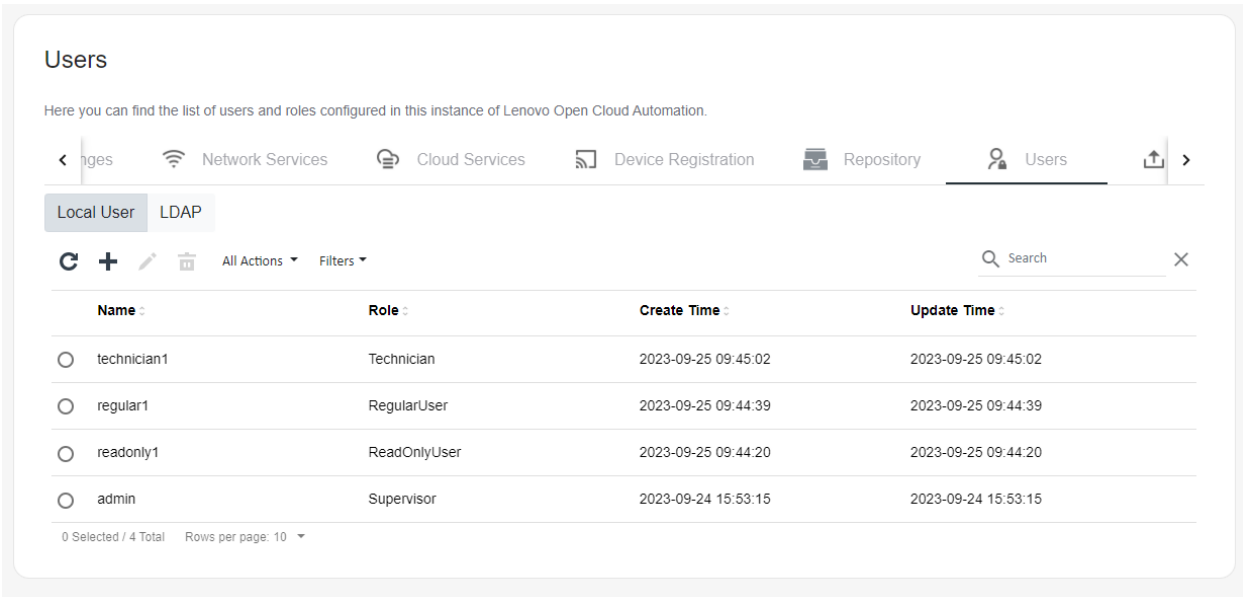 Users
Here you can find the list of users and roles configured in this instance of Lenovo Open Cloud Automation.
nges Network Services Cloud Services Device Registration Repository Users
Local User LDAP
All Actions Filters Search
Name Role Create Time Update Time
technician1 Technician 2023-09-25 09:45:02 2023-09-25 09:45:02
regular1 RegularUser 2023-09-25 09:44:39 2023-09-25 09:44:39
readonly1 ReadOnlyUser 2023-09-25 09:44:20 2023-09-25 09:44:20
admin Supervisor 2023-09-24 15:53:15 2023-09-24 15:53:15
0 Selected / 4 Total Rows per page: 10